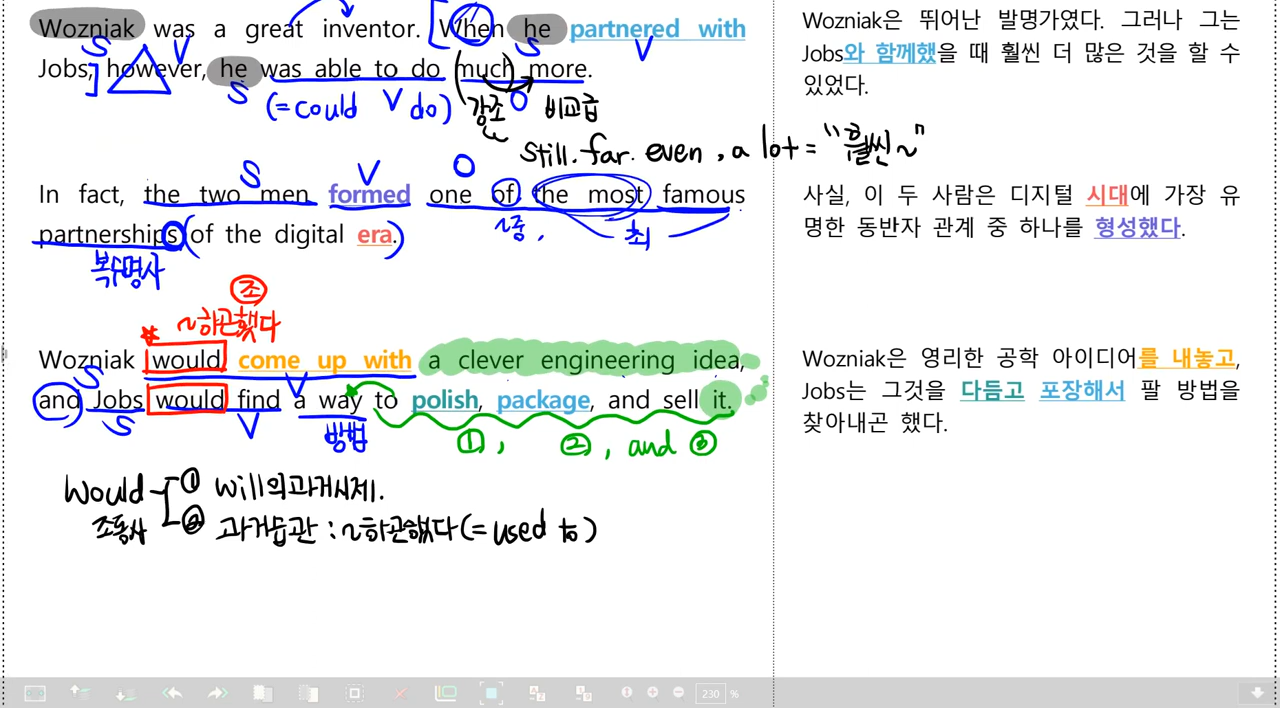 Wozniak was a great inventor. [When he partnered with
S V S V
Jobs,] however, he was able to do (much more.
S (=could V do) 강조 O 비교급
still. far. even, a lot = "훨씬~"
S V O
In fact, the two men formed one of the most famous
partnerships (of the digital era.)
~중. 최
복수명사
조
~하곤했다
Wozniak would come up with a clever engineering idea,
S V
and Jobs would find a way to polish, package, and sell it.
S V 방법 ①, ②, and ③
would ① will의 과거시제.
조동사 ② 과거습관 : ~하곤했다 (= used to)
Wozniak은 뛰어난 발명가였다. 그러나 그는
Jobs와 함께했을 때 훨씬 더 많은 것을 할 수
있었다.
사실, 이 두 사람은 디지털 시대에 가장 유
명한 동반자 관계 중 하나를 형성했다.
Wozniak은 영리한 공학 아이디어를 내놓고,
Jobs는 그것을 다듬고 포장해서 팔 방법을
찾아내곤 했다.
230 %